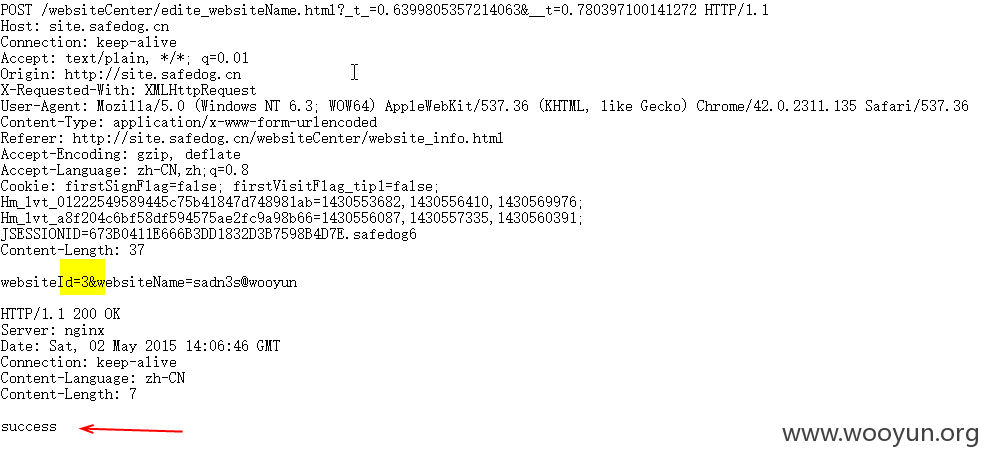 POST /websiteCenter/edite_websiteName.html?_t_=0.6399805357214063&__t=0.780397100141272 HTTP/1.1
Host: site.safedog.cn
Connection: keep-alive
Accept: text/plain, */*; q=0.01
Origin: http://site.safedog.cn
X-Requested-With: XMLHttpRequest
User-Agent: Mozilla/5.0 (Windows NT 6.3; WOW64) AppleWebKit/537.36 (KHTML, like Gecko) Chrome/42.0.2311.135 Safari/537.36
Content-Type: application/x-www-form-urlencoded
Referer: http://site.safedog.cn/websiteCenter/website_info.html
Accept-Encoding: gzip, deflate
Accept-Language: zh-CN,zh;q=0.8
Cookie: firstSignFlag=false; firstVisitFlag_tip1=false;
Hm_lvt_01222549589445c75b41847d748981ab=1430553682,1430556410,1430569976;
Hm_lvt_a8f204c6bf58df594575ae2fc9a98b66=1430556087,1430557335,1430560391;
JSESSIONID=673B0411E666B3DD1832D3B7598B4D7E.safedog6
Content-Length: 37
websiteId=3&websiteName=sadn3s@wooyun
HTTP/1.1 200 OK
Server: nginx
Date: Sat, 02 May 2015 14:06:46 GMT
Connection: keep-alive
Content-Language: zh-CN
Content-Length: 7
success
www.wooyun.org